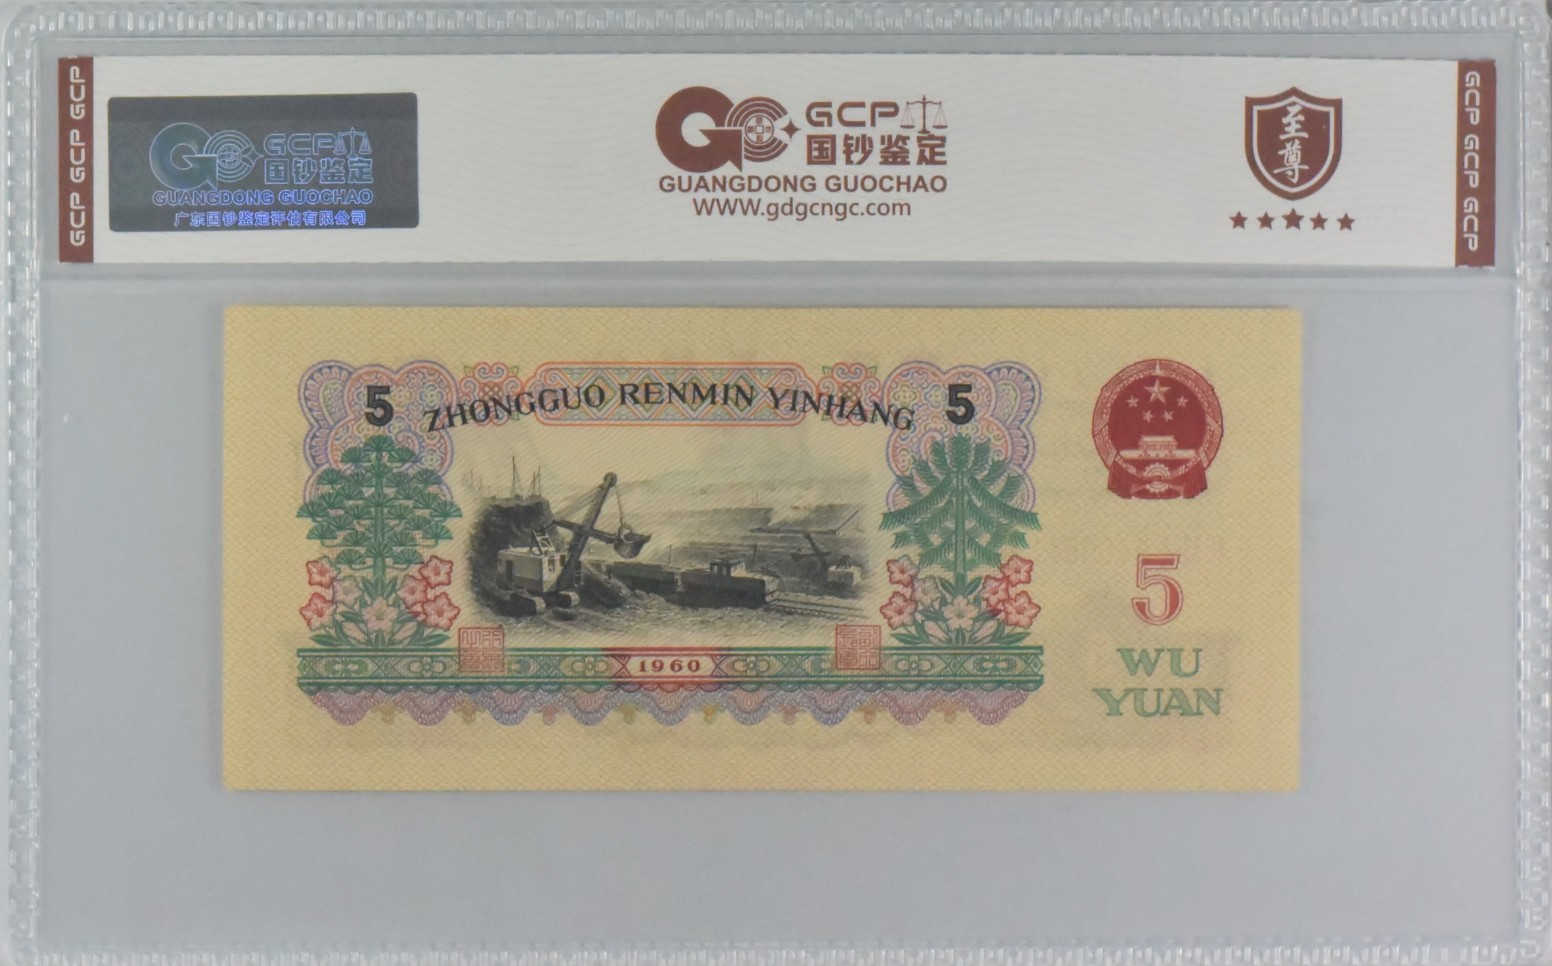 GCP GCP GCP
GCP
国钞鉴定
GUANGDONG GUOCHAO
广东国钞鉴定评估有限公司
GCP
国钞鉴定
GUANGDONG GUOCHAO
WWW.gdgcngc.com
至尊
GCP GCP GCP
5 ZHONGGUO RENMIN YINHANG 5
1960
5
WU
YUAN